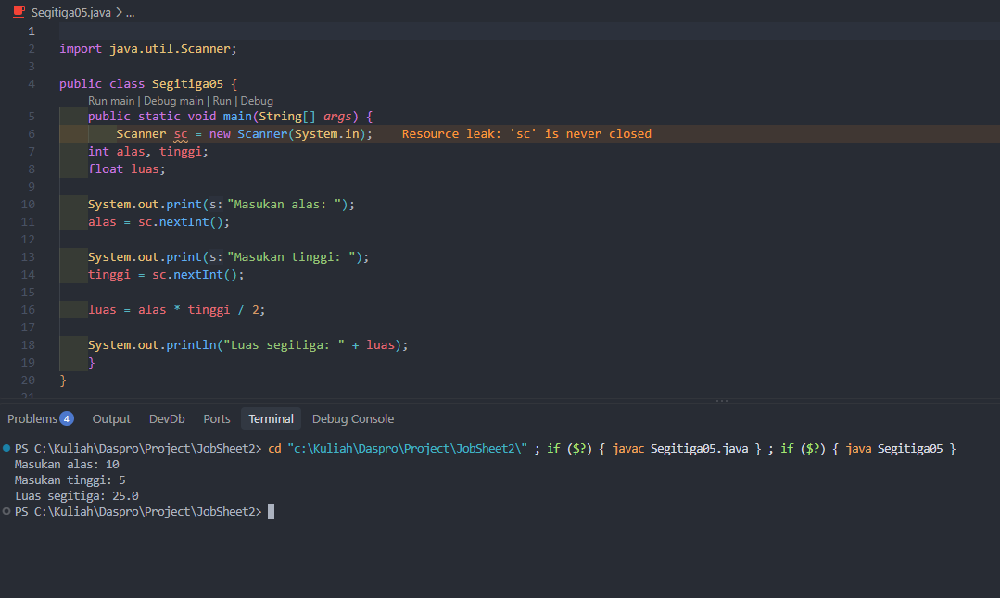 Segitiga05.java > ...
1
2 import java.util.Scanner;
3
4 public class Segitiga05 {
Run main | Debug main | Run | Debug
5 public static void main(String[] args) {
6 Scanner sc = new Scanner(System.in); Resource leak: 'sc' is never closed
7 int alas, tinggi;
8 float luas;
9
10 System.out.print(s: "Masukan alas: ");
11 alas = sc.nextInt();
12
13 System.out.print(s: "Masukan tinggi: ");
14 tinggi = sc.nextInt();
15
16 luas = alas * tinggi / 2;
17
18 System.out.println("Luas segitiga: " + luas);
19 }
20 }
21
Problems 4 Output DevDb Ports Terminal Debug Console
PS C:\Kuliah\Daspro\Project\JobSheet2> cd "c:\Kuliah\Daspro\Project\JobSheet2\" ; if ($?) { javac Segitiga05.java } ; if ($?) { java Segitiga05 }
Masukan alas: 10
Masukan tinggi: 5
Luas segitiga: 25.0
PS C:\Kuliah\Daspro\Project\JobSheet2>